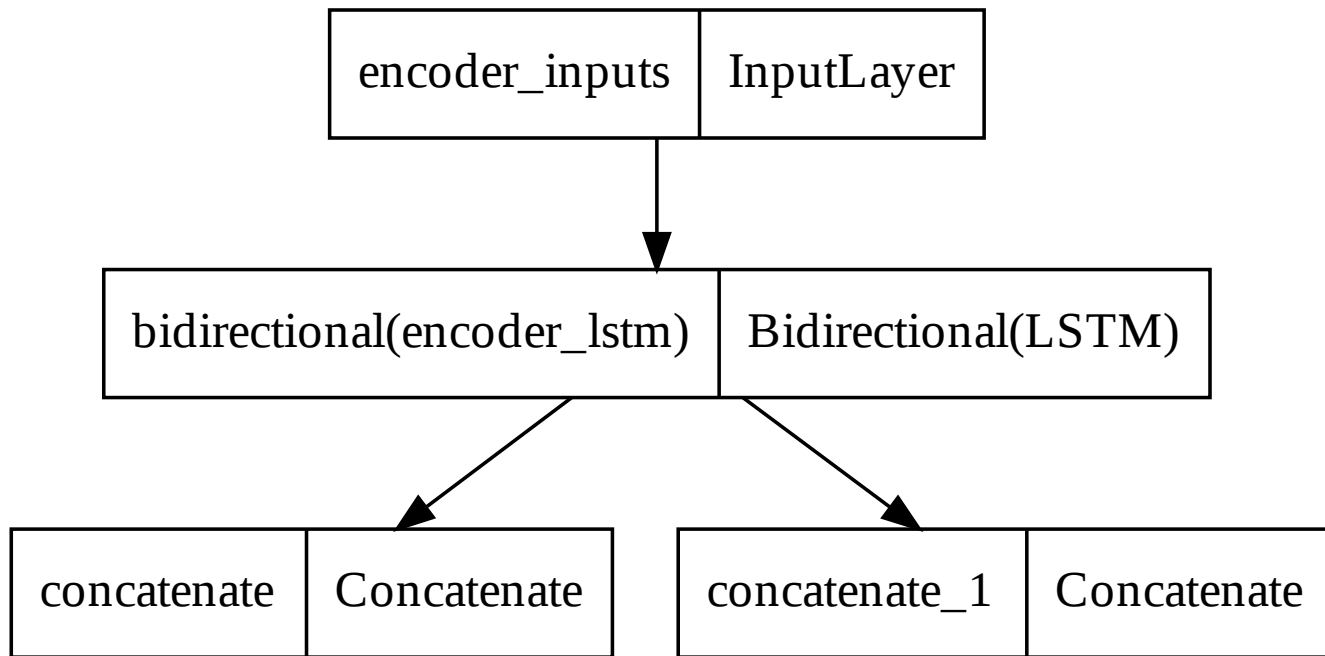 encoder_inputs InputLayer
bidirectional(encoder_lstm) Bidirectional(LSTM)
concatenate Concatenate concatenate_1 Concatenate